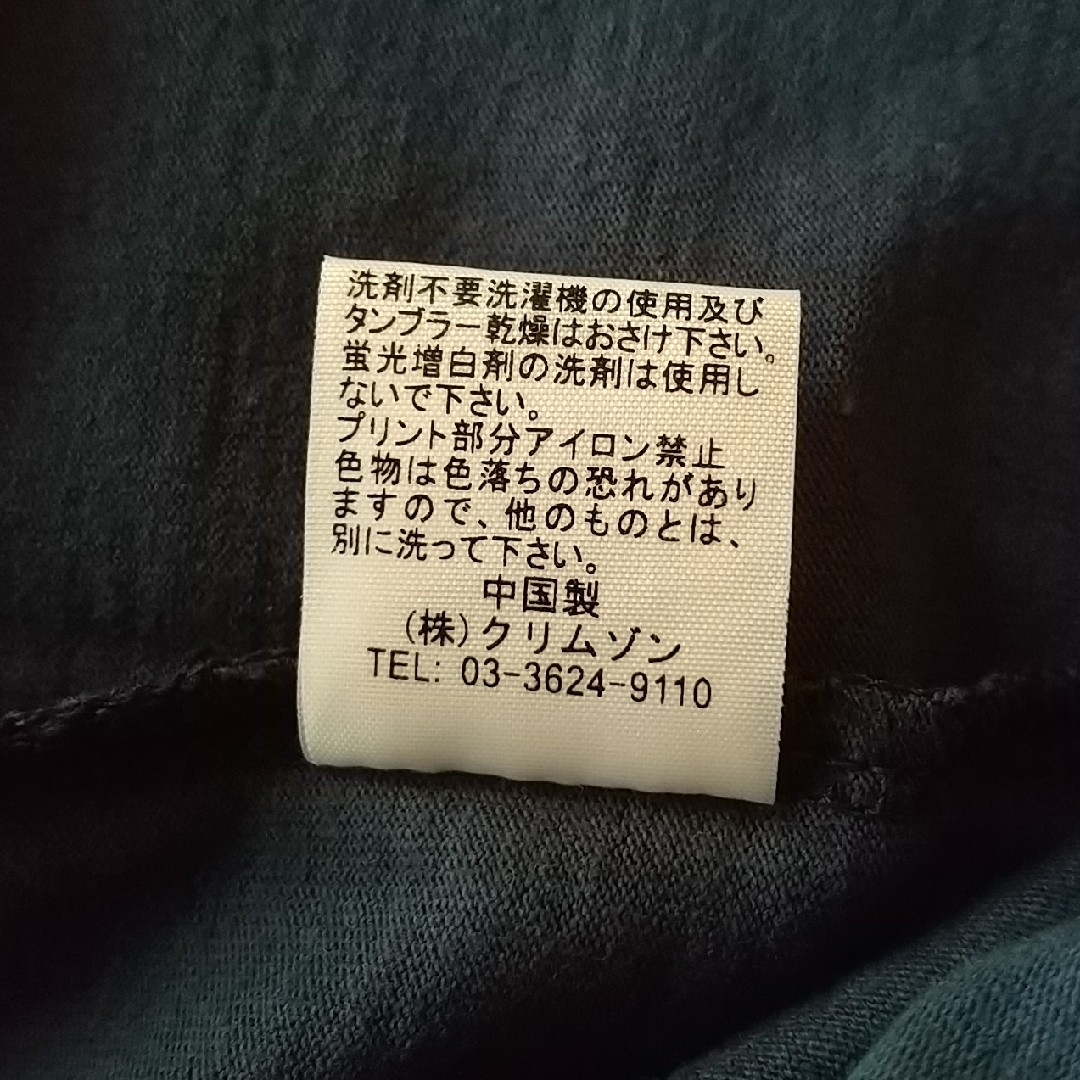 洗剤不要洗濯機の使用及び
タンブラー乾燥はおさけ下さい。
蛍光増白剤の洗剤は使用し
ないで下さい。
プリント部分アイロン禁止
色物は色落ちの恐れがあり
ますので、他のものとは、
別に洗って下さい。
中国製
(株)クリムゾン
TEL: 03-3624-9110